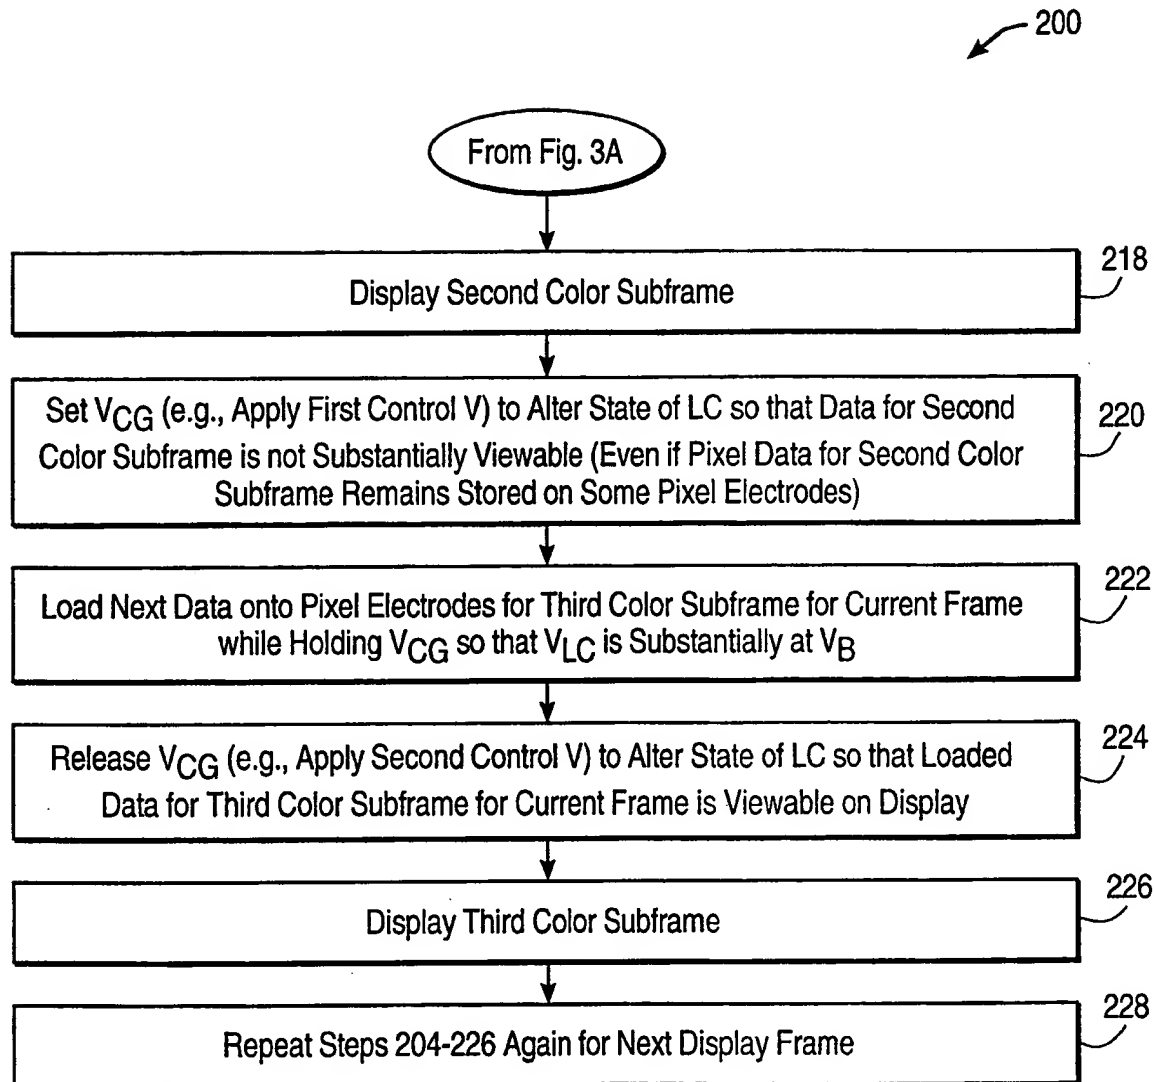 200
From Fig. 3A
218
Display Second Color Subframe
220
Set VCG (e.g., Apply First Control V) to Alter State of LC so that Data for Second
Color Subframe is not Substantially Viewable (Even if Pixel Data for Second Color
Subframe Remains Stored on Some Pixel Electrodes)
222
Load Next Data onto Pixel Electrodes for Third Color Subframe for Current Frame
while Holding VCG so that VLC is Substantially at VB
224
Release VCG (e.g., Apply Second Control V) to Alter State of LC so that Loaded
Data for Third Color Subframe for Current Frame is Viewable on Display
226
Display Third Color Subframe
228
Repeat Steps 204-226 Again for Next Display Frame